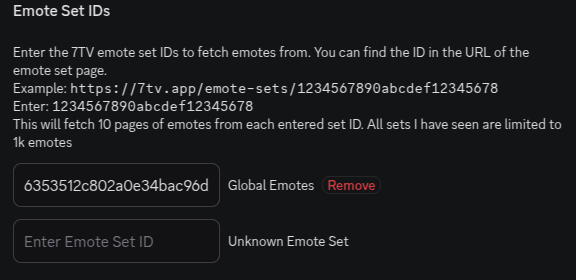 Emote Set IDs
Enter the 7TV emote set IDs to fetch emotes from. You can find the ID in the URL of the
emote set page.
Example: https://7tv.app/emote-sets/1234567890abcdef12345678
Enter: 1234567890abcdef12345678
This will fetch 10 pages of emotes from each entered set ID. All sets I have seen are limited to
1k emotes
6353512c802a0e34bac96d Global Emotes Remove
Enter Emote Set ID Unknown Emote Set